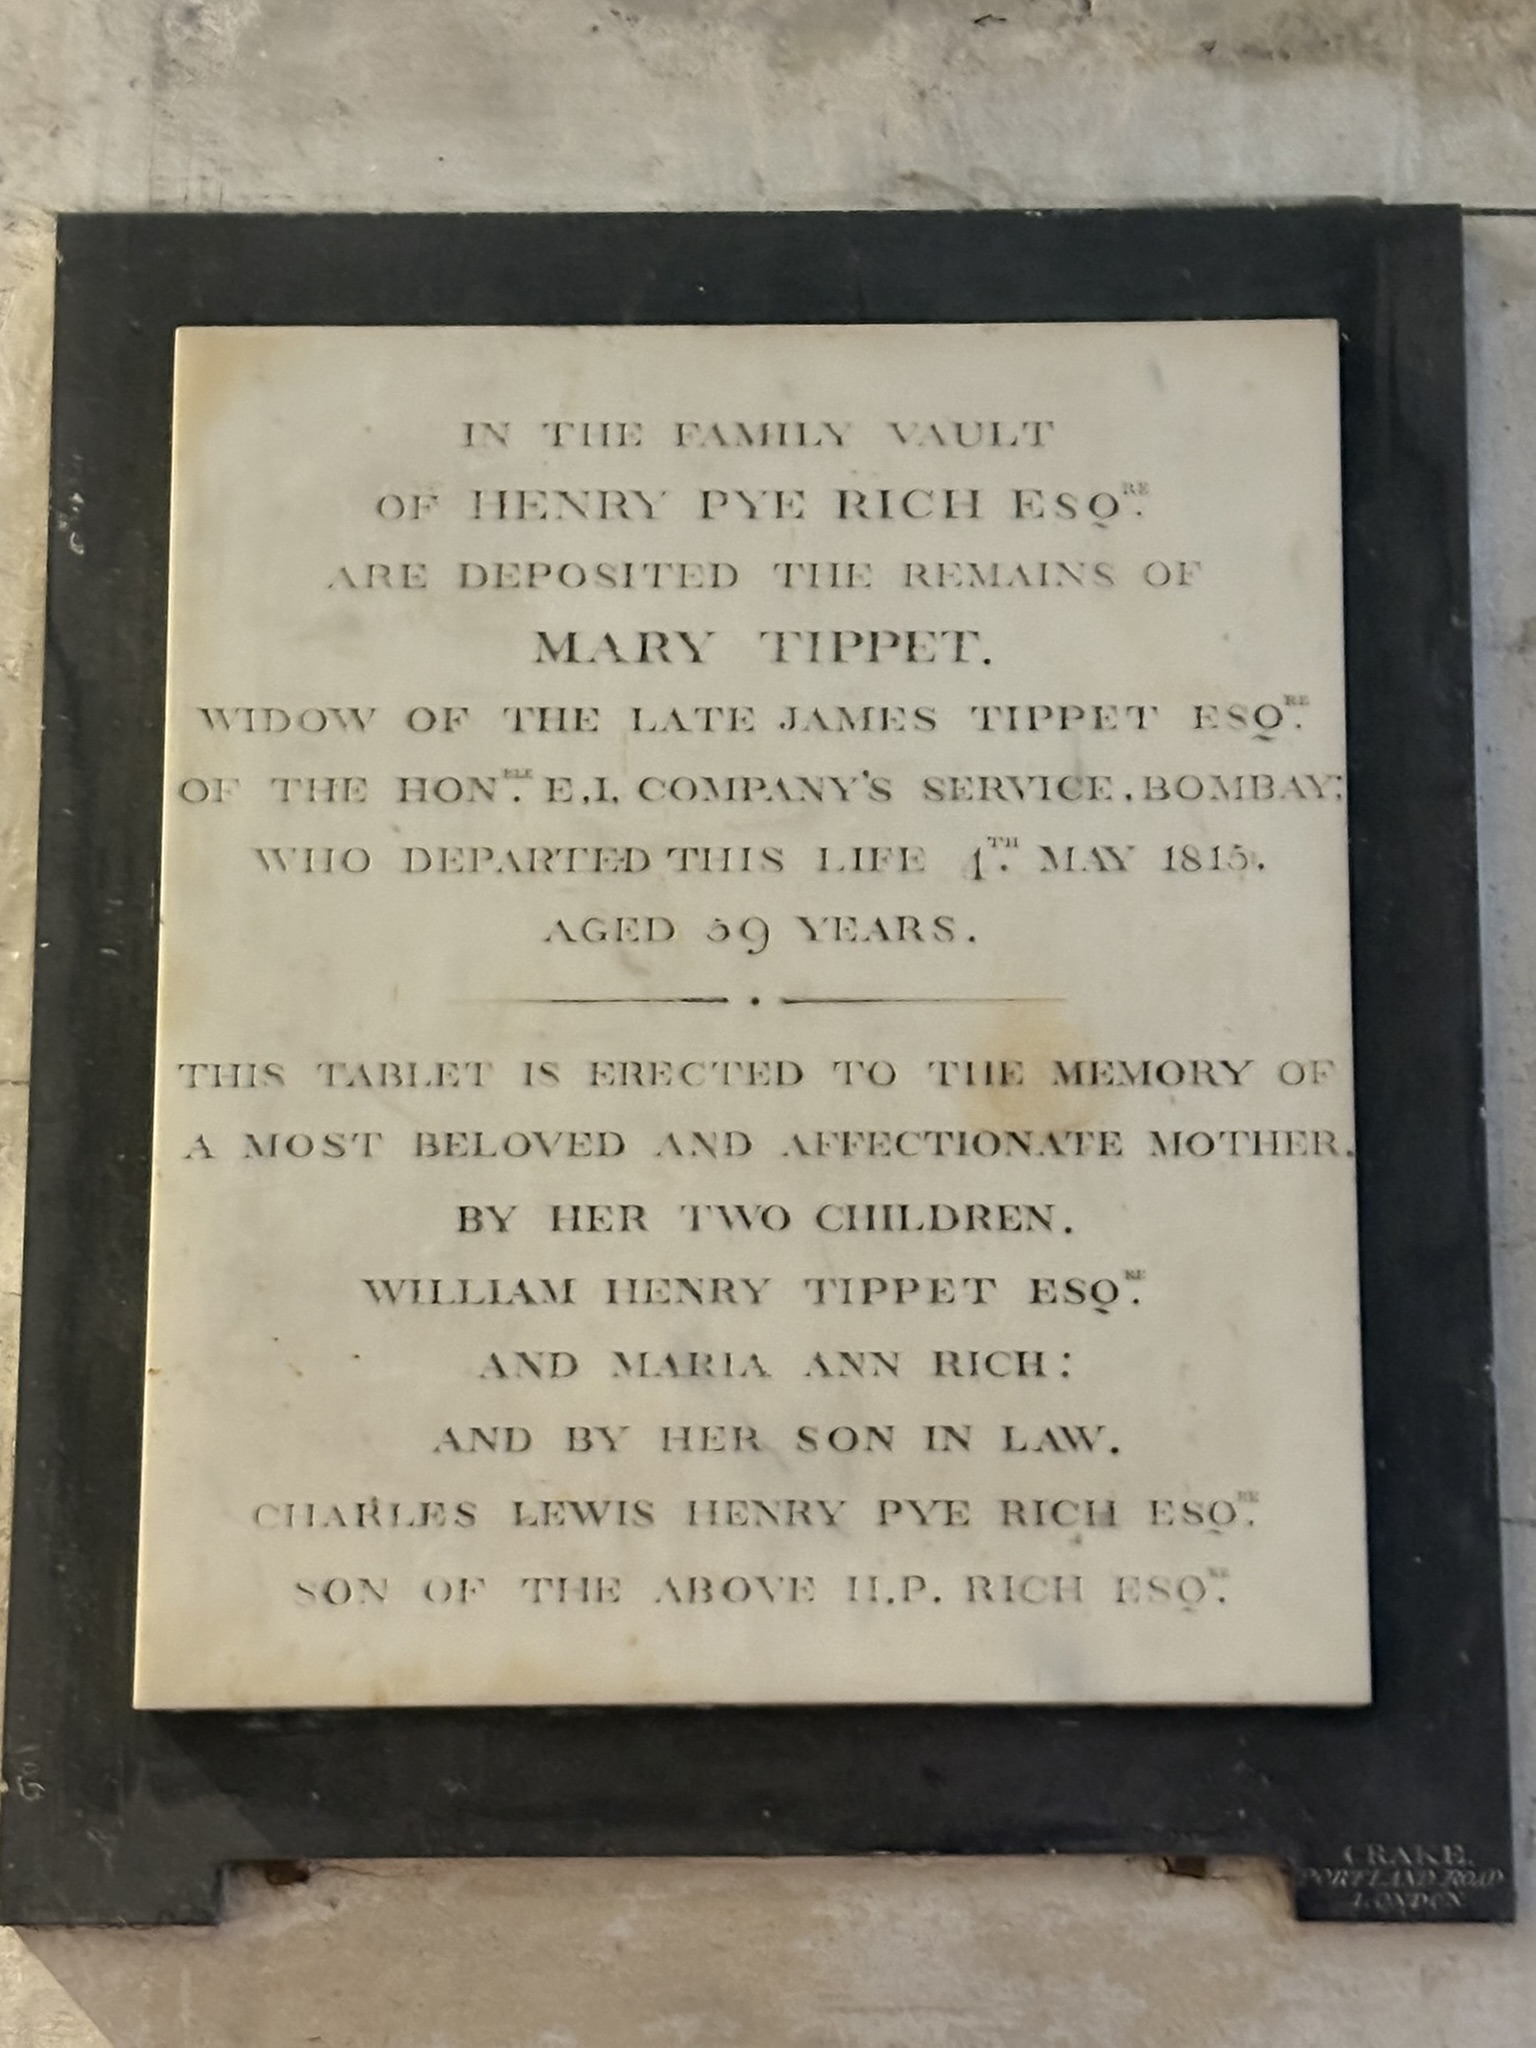 IN THE FAMILY VAULT
OF HENRY PYE RICH ESQ.RE
ARE DEPOSITED THE REMAINS OF
MARY TIPPET.
WIDOW OF THE LATE JAMES TIPPET ESQ.RE
OF THE HON.BLE E.I. COMPANY'S SERVICE, BOMBAY;
WHO DEPARTED THIS LIFE 4.TH MAY 1815.
AGED 59 YEARS.
THIS TABLET IS ERECTED TO THE MEMORY OF
A MOST BELOVED AND AFFECTIONATE MOTHER.
BY HER TWO CHILDREN.
WILLIAM HENRY TIPPET ESQ.RE
AND MARIA ANN RICH:
AND BY HER SON IN LAW.
CHARLES LEWIS HENRY PYE RICH ESQ.RE
SON OF THE ABOVE H.P. RICH ESQ.RE
CRAKE.
PORTLAND ROAD
LONDON